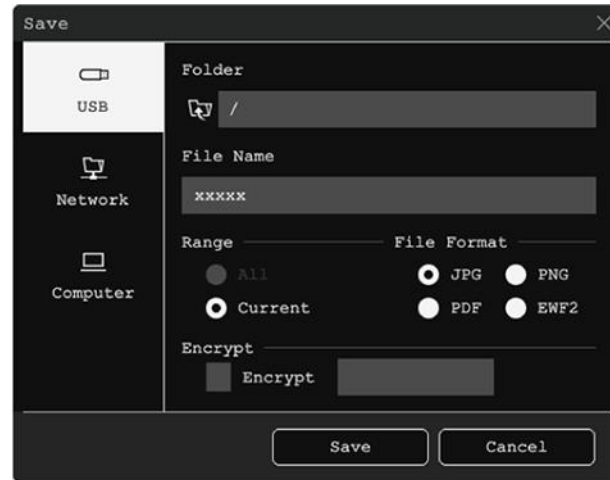 Save
USB
Network
Computer
Folder
/
File Name
xxxxx
Range
All
Current
File Format
JPG
PNG
PDF
EWF2
Encrypt
Encrypt
Save
Cancel